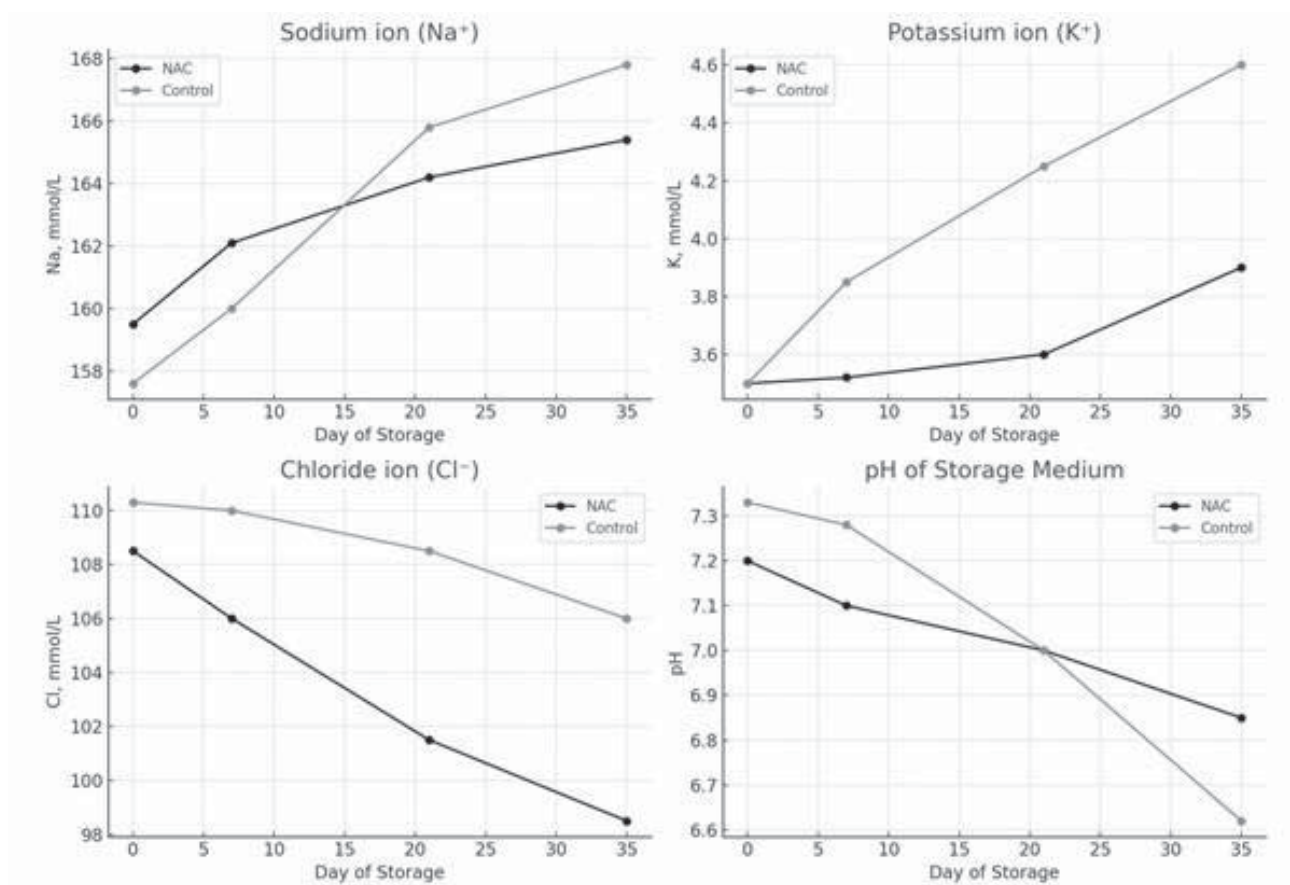 Sodium ion (Na⁺)
NAC
Control
168
166
164
162
160
158
Na, mmol/L
0 5 10 15 20 25 30 35
Day of Storage
Potassium ion (K⁺)
NAC
Control
4.6
4.4
4.2
4.0
3.8
3.6
K, mmol/L
0 5 10 15 20 25 30 35
Day of Storage
Chloride ion (Cl⁻)
NAC
Control
110
108
106
104
102
100
98
Cl, mmol/L
0 5 10 15 20 25 30 35
Day of Storage
pH of Storage Medium
NAC
Control
7.3
7.2
7.1
7.0
6.9
6.8
6.7
6.6
pH
0 5 10 15 20 25 30 35
Day of Storage